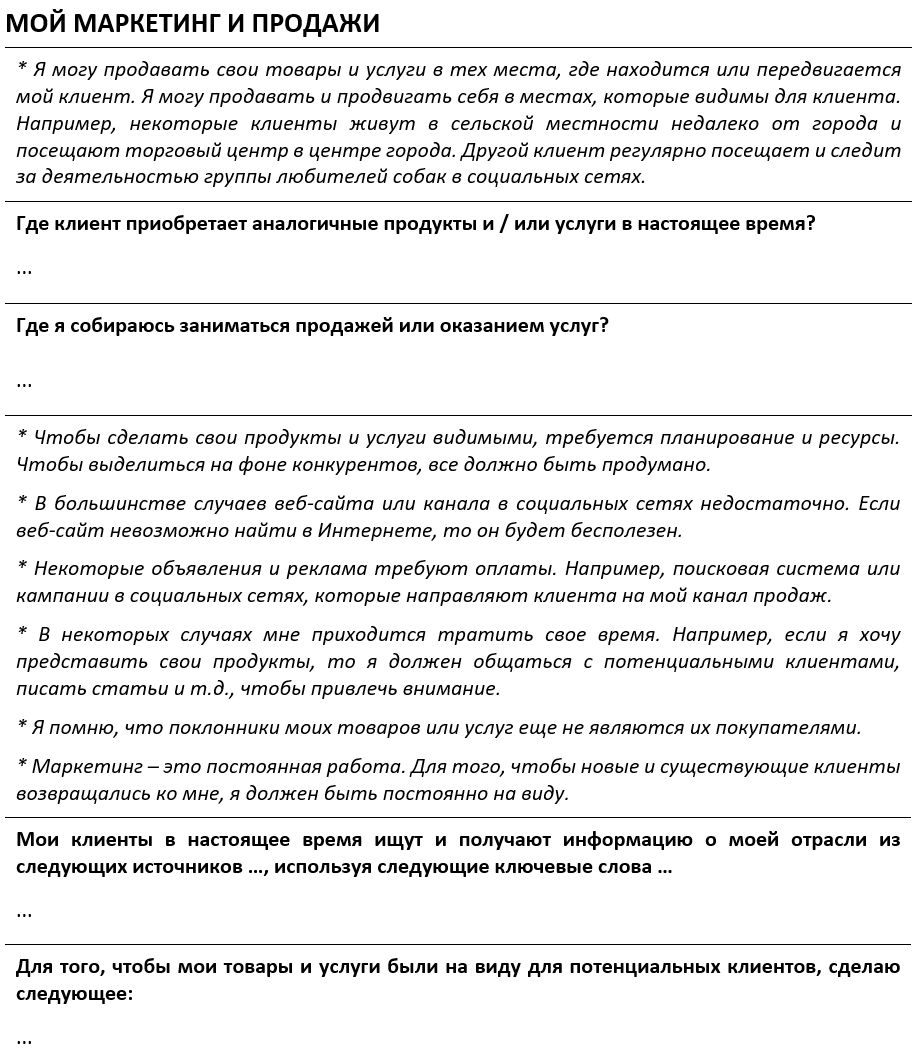 МОЙ МАРКЕТИНГ И ПРОДАЖИ
* Я могу продавать свои товары и услуги в тех места, где находится или передвигается
мой клиент. Я могу продавать и продвигать себя в местах, которые видимы для клиента.
Например, некоторые клиенты живут в сельской местности недалеко от города и
посещают торговый центр в центре города. Другой клиент регулярно посещает и следит
за деятельностью группы любителей собак в социальных сетях.
Где клиент приобретает аналогичные продукты и / или услуги в настоящее время?
...
Где я собираюсь заниматься продажей или оказанием услуг?
...
* Чтобы сделать свои продукты и услуги видимыми, требуется планирование и ресурсы.
Чтобы выделиться на фоне конкурентов, все должно быть продумано.
* В большинстве случаев веб-сайта или канала в социальных сетях недостаточно. Если
веб-сайт невозможно найти в Интернете, то он будет бесполезен.
* Некоторые объявления и реклама требуют оплаты. Например, поисковая система или
кампании в социальных сетях, которые направляют клиента на мой канал продаж.
* В некоторых случаях мне приходится тратить свое время. Например, если я хочу
представить свои продукты, то я должен общаться с потенциальными клиентами,
писать статьи и т.д., чтобы привлечь внимание.
* Я помню, что поклонники моих товаров или услуг еще не являются их покупателями.
* Маркетинг – это постоянная работа. Для того, чтобы новые и существующие клиенты
возвращались ко мне, я должен быть постоянно на виду.
Мои клиенты в настоящее время ищут и получают информацию о моей отрасли из
следующих источников ..., используя следующие ключевые слова ...
...
Для того, чтобы мои товары и услуги были на виду для потенциальных клиентов, сделаю
следующее:
...